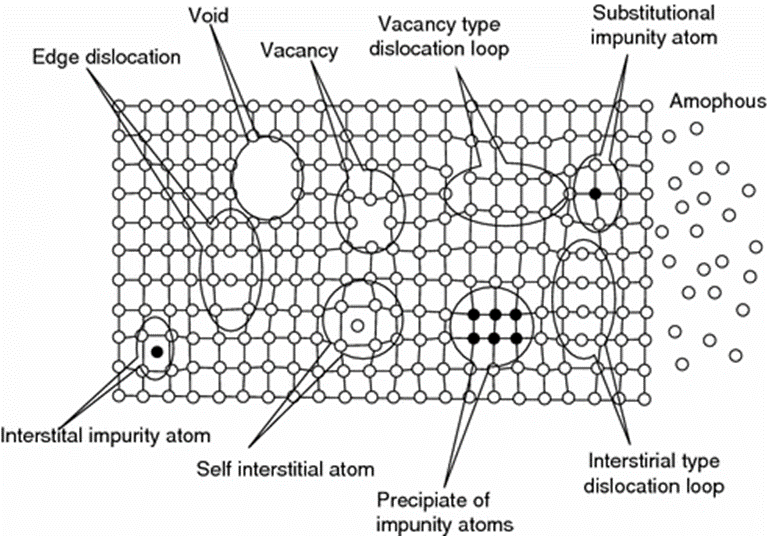 Void
Vacancy type
dislocation loop
Substitutional
impunity atom
Edge dislocation
Vacancy
Amophous
Interstital impurity atom
Self interstitial atom
Precipiate of
impunity atoms
Interstirial type
dislocation loop